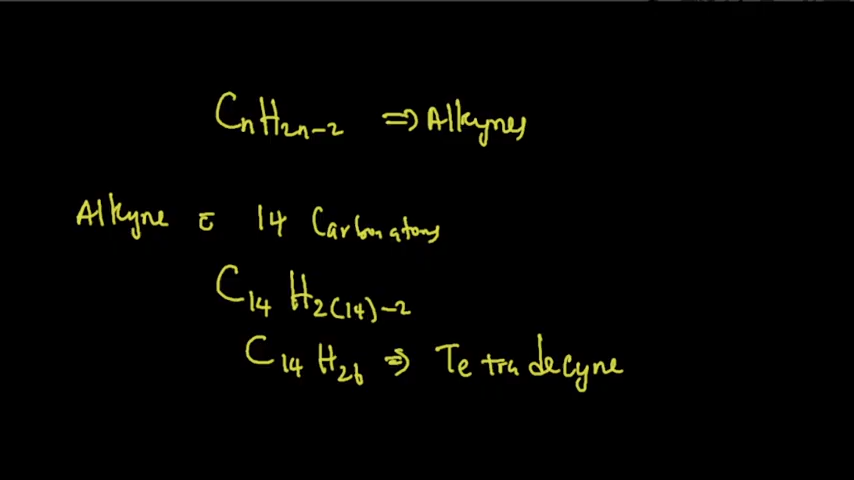 CnH2n-2 ⇒ Alkynes
Alkyne c̄ 14 Carbon atoms
C14 H2(14)-2
C14 H26 ⇒ Tetradecyne